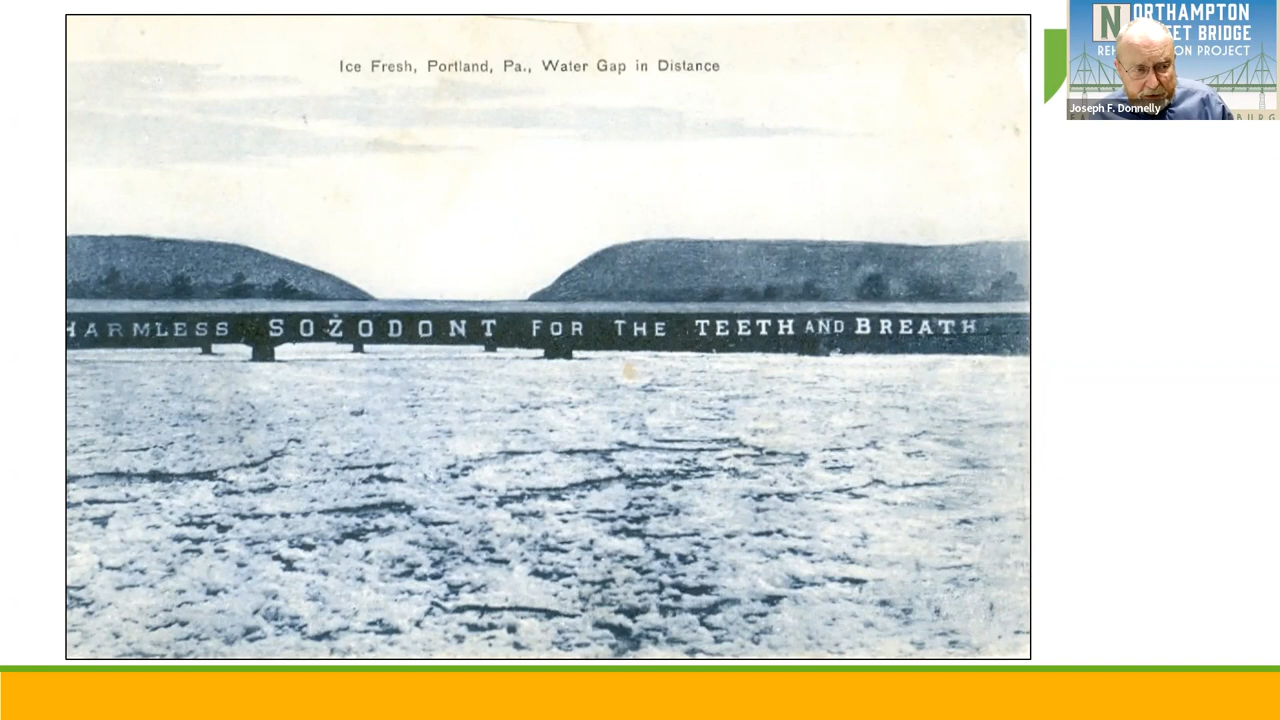 Ice Fresh, Portland, Pa., Water Gap in Distance
HARMLESS SOZODONT FOR THE TEETH AND BREATH
NORTHAMPTON
BRIDGE
PROJECT
Joseph F. Donnelly